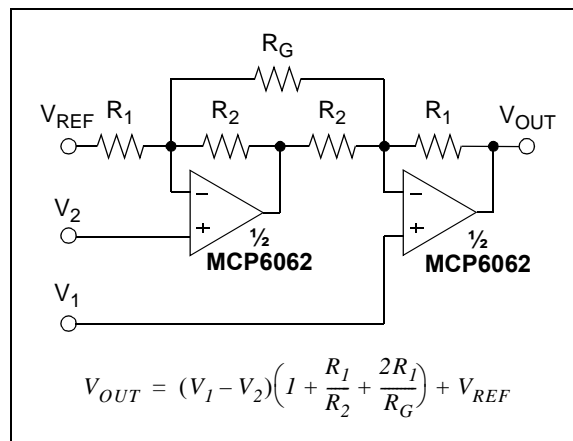 R_G
V_REF R_1 R_2 R_2 R_1 V_OUT
V_2
− −
+ +
½ ½
MCP6062 MCP6062
V_1
V_OUT = (V_1 – V_2)(1 + R_1/R_2 + 2R_1/R_G) + V_REF